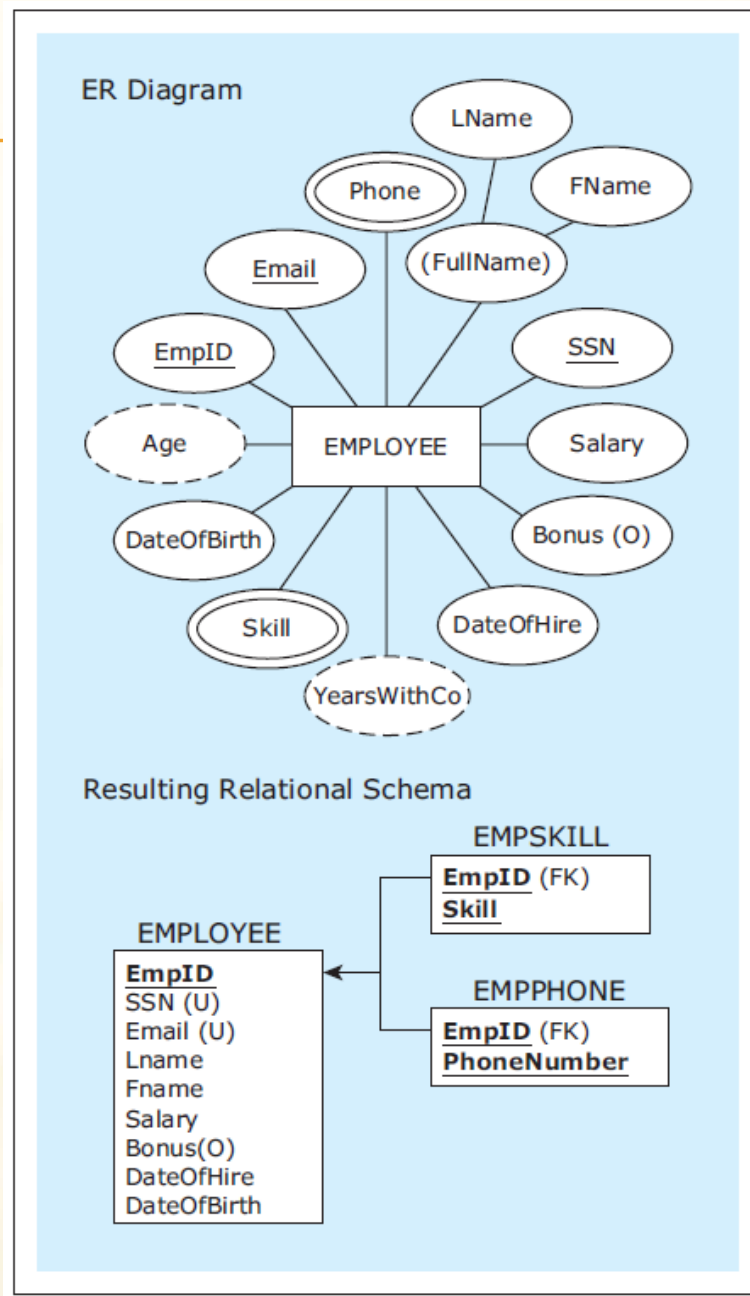 ER Diagram
LName
Phone
FName
(FullName)
Email
EmpID
SSN
Age
EMPLOYEE
Salary
DateOfBirth
Bonus (O)
Skill
DateOfHire
YearsWithCo
Resulting Relational Schema
EMPSKILL
EmpID (FK)
Skill
EMPLOYEE
EmpID
SSN (U)
Email (U)
Lname
Fname
Salary
Bonus(O)
DateOfHire
DateOfBirth
EMPPHONE
EmpID (FK)
PhoneNumber